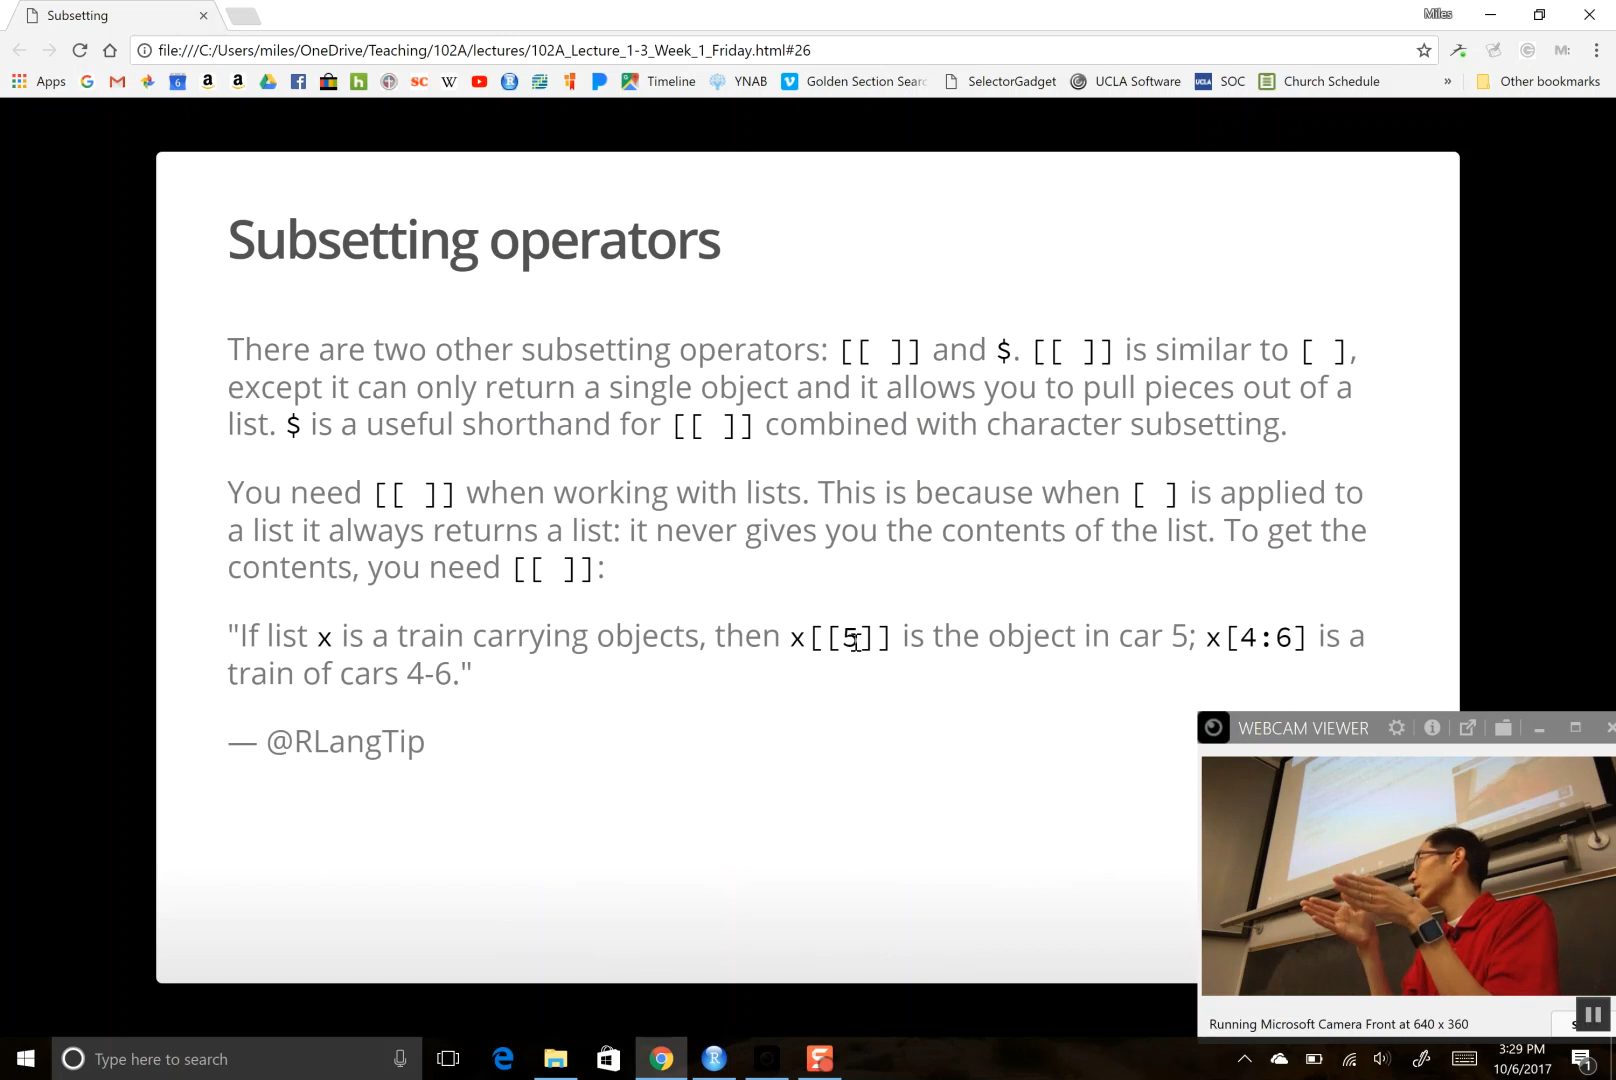 Subsetting
Miles
file:///C:/Users/miles/OneDrive/Teaching/102A/lectures/102A_Lecture_1-3_Week_1_Friday.html#26
Apps
Timeline
YNAB
Golden Section Searc
SelectorGadget
UCLA Software
SOC
Church Schedule
Other bookmarks
Subsetting operators
There are two other subsetting operators: [[ ]] and $. [[ ]] is similar to [ ],
except it can only return a single object and it allows you to pull pieces out of a
list. $ is a useful shorthand for [[ ]] combined with character subsetting.
You need [[ ]] when working with lists. This is because when [ ] is applied to
a list it always returns a list: it never gives you the contents of the list. To get the
contents, you need [[ ]]:
"If list x is a train carrying objects, then x[[5]] is the object in car 5; x[4:6] is a
train of cars 4-6."
— @RLangTip
WEBCAM VIEWER
Running Microsoft Camera Front at 640 x 360
Type here to search
3:29 PM
10/6/2017